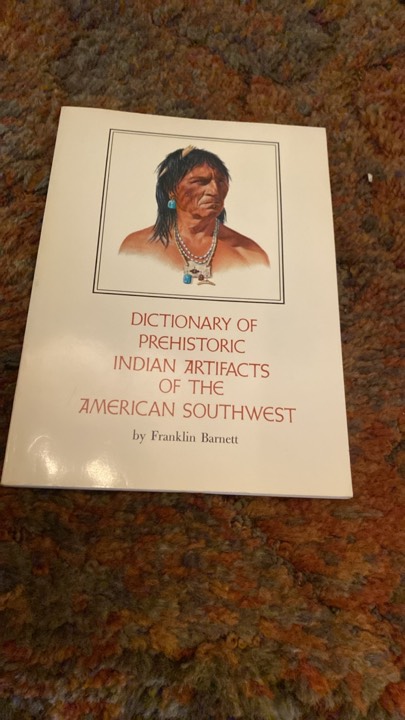 DICTIONARY OF
PREHISTORIC
INDIAN ARTIFACTS
OF THE
AMERICAN SOUTHWEST
by Franklin Barnett